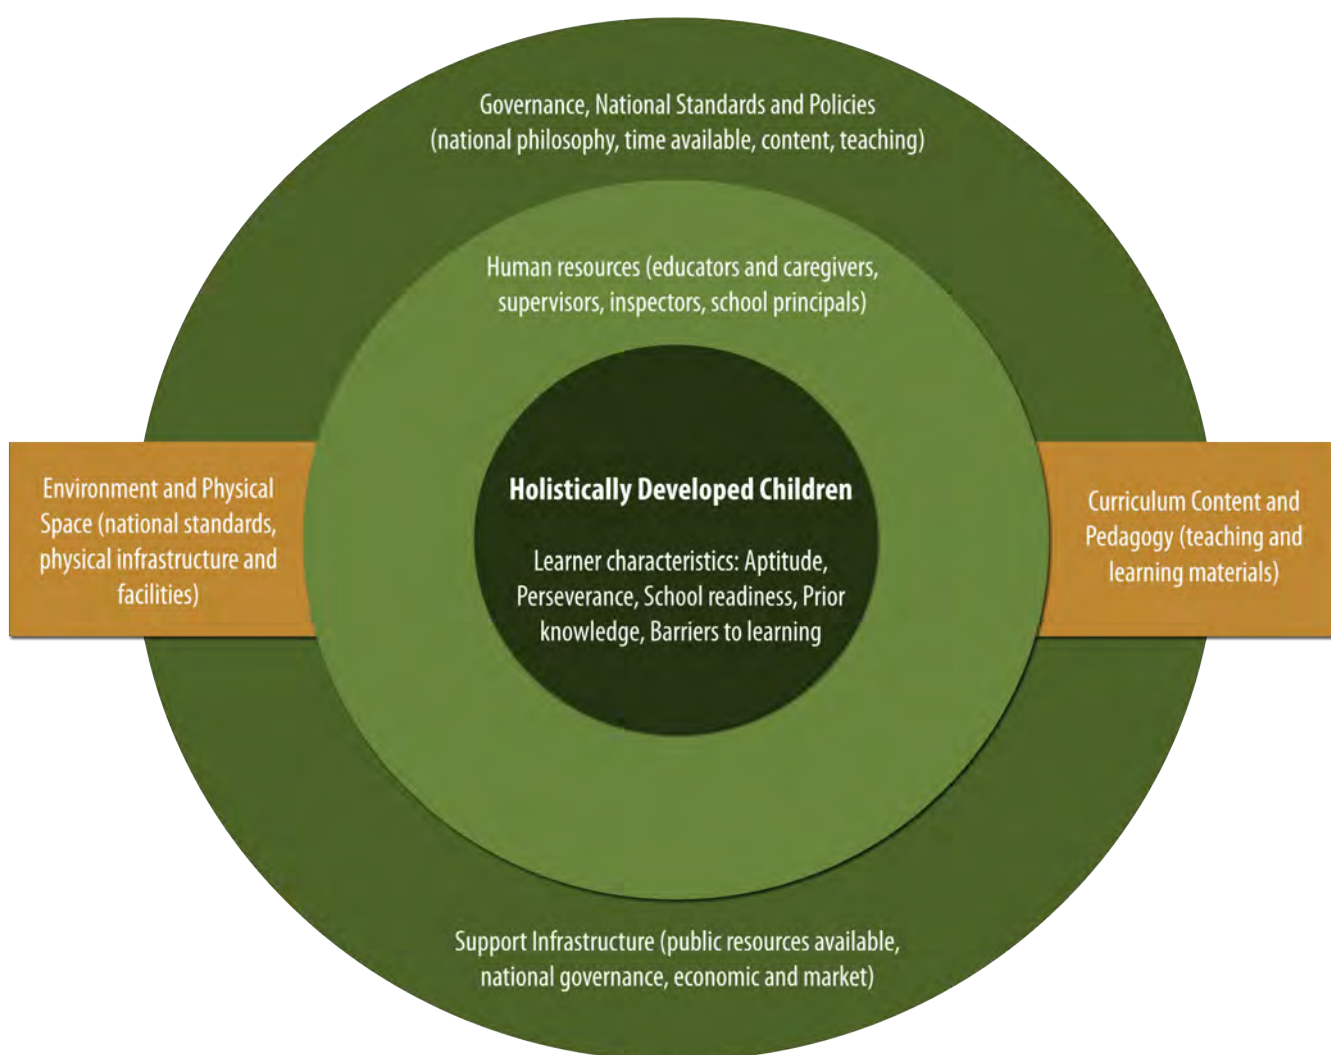 Governance, National Standards and Policies
(national philosophy, time available, content, teaching)
Human resources (educators and caregivers,
supervisors, inspectors, school principals)
Environment and Physical
Space (national standards,
physical infrastructure and
facilities)
Holistically Developed Children
Learner characteristics: Aptitude,
Perseverance, School readiness, Prior
knowledge, Barriers to learning
Curriculum Content and
Pedagogy (teaching and
learning materials)
Support Infrastructure (public resources available,
national governance, economic and market)